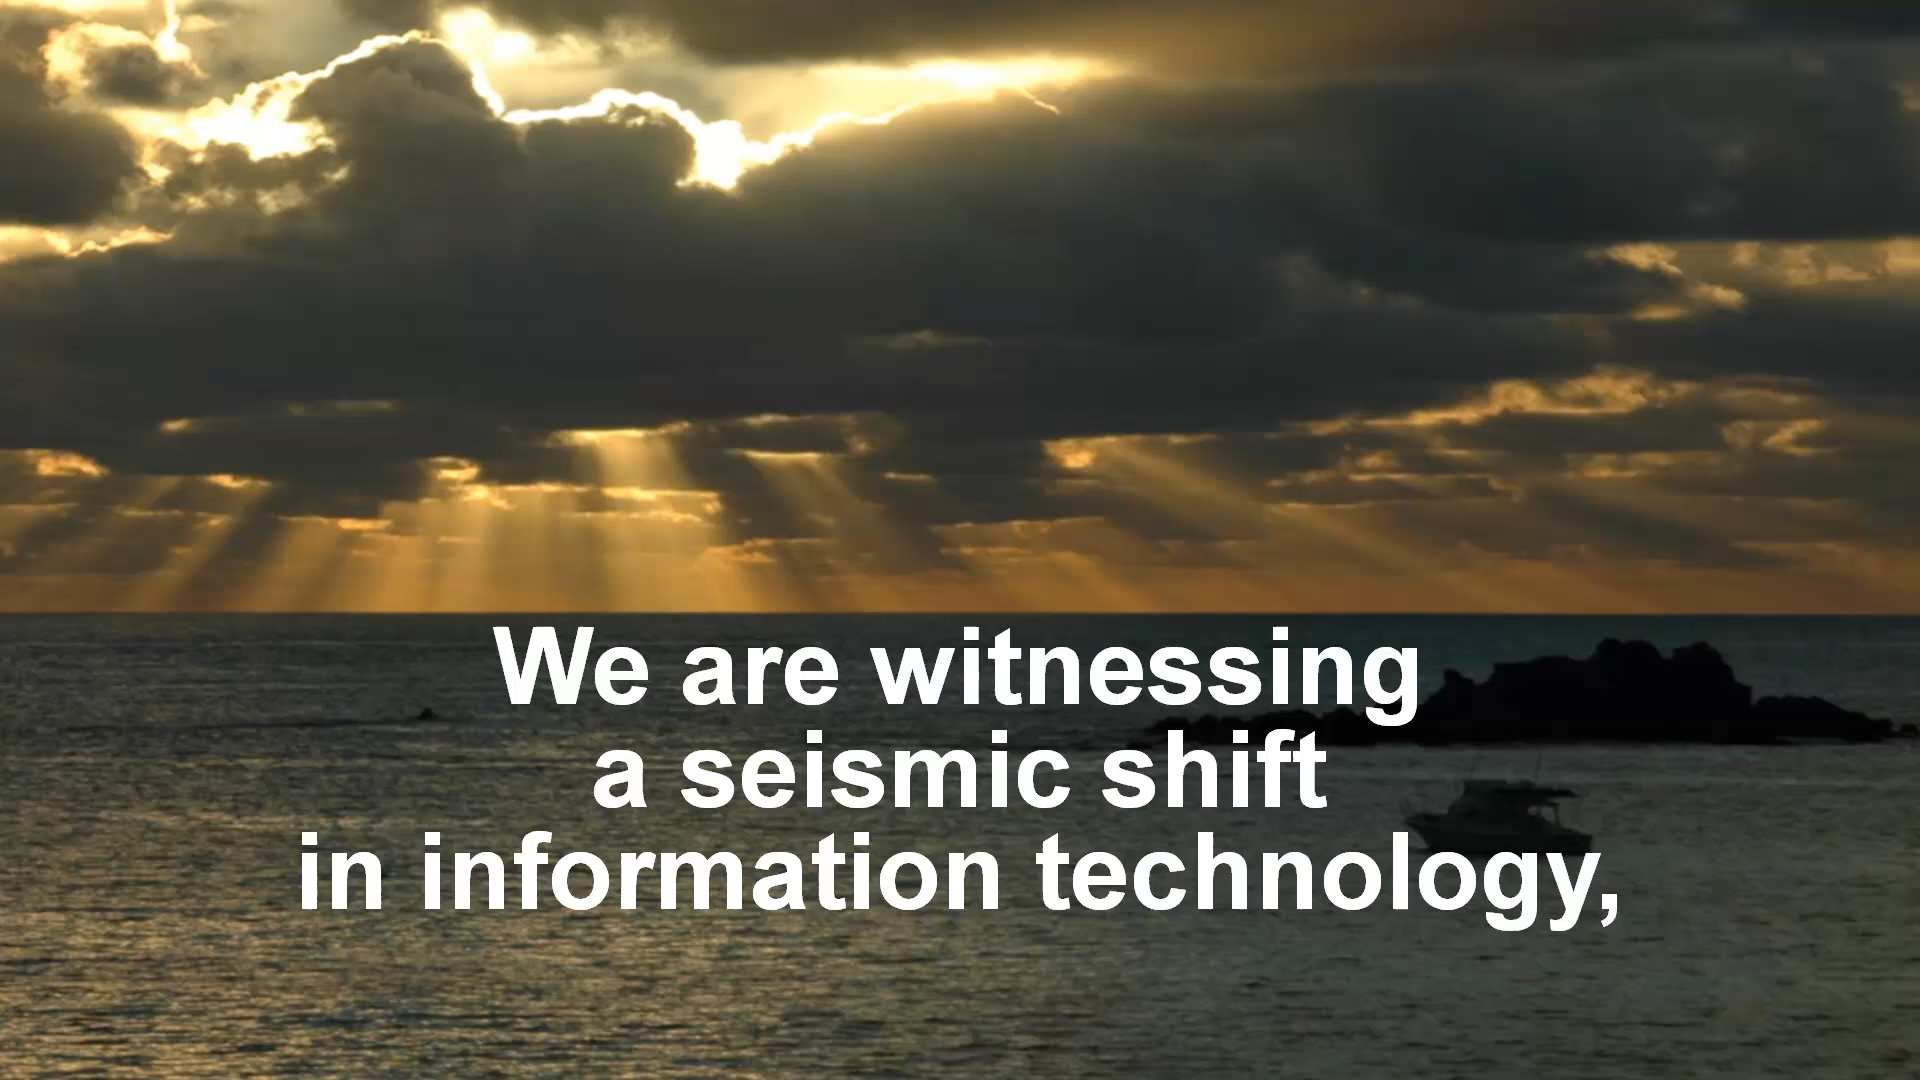 We are witnessing
a seismic shift
in information technology,